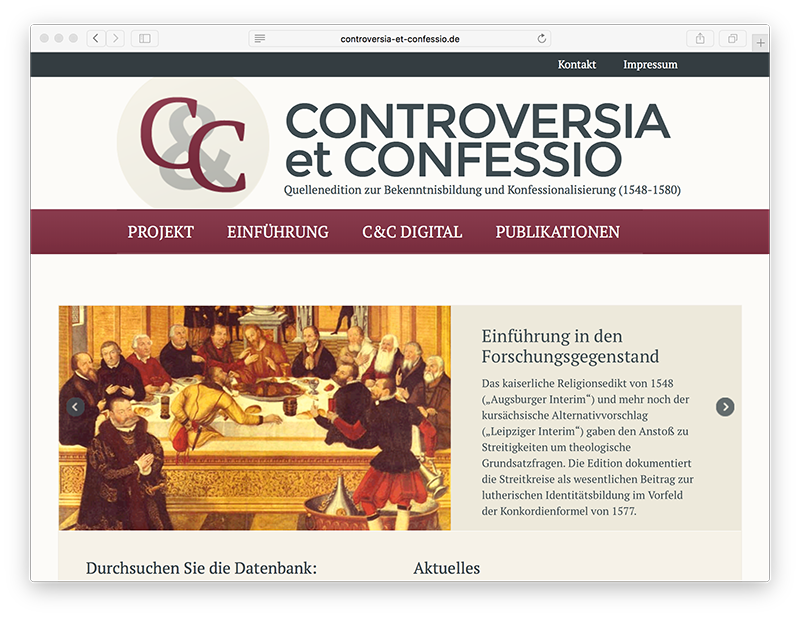 controversia-et-confessio.de
Kontakt Impressum
C&C
CONTROVERSIA
et CONFESSIO
Quellenedition zur Bekenntnisbildung und Konfessionalisierung (1548-1580)
PROJEKT EINFÜHRUNG C&C DIGITAL PUBLIKATIONEN
Einführung in den
Forschungsgegenstand
Das kaiserliche Religionsedikt von 1548
(„Augsburger Interim“) und mehr noch der
kursächsische Alternativvorschlag
(„Leipziger Interim“) gaben den Anstoß zu
Streitigkeiten um theologische
Grundsatzfragen. Die Edition dokumentiert
die Streitkreise als wesentlichen Beitrag zur
lutherischen Identitätsbildung im Vorfeld
der Konkordienformel von 1577.
Durchsuchen Sie die Datenbank:
Aktuelles